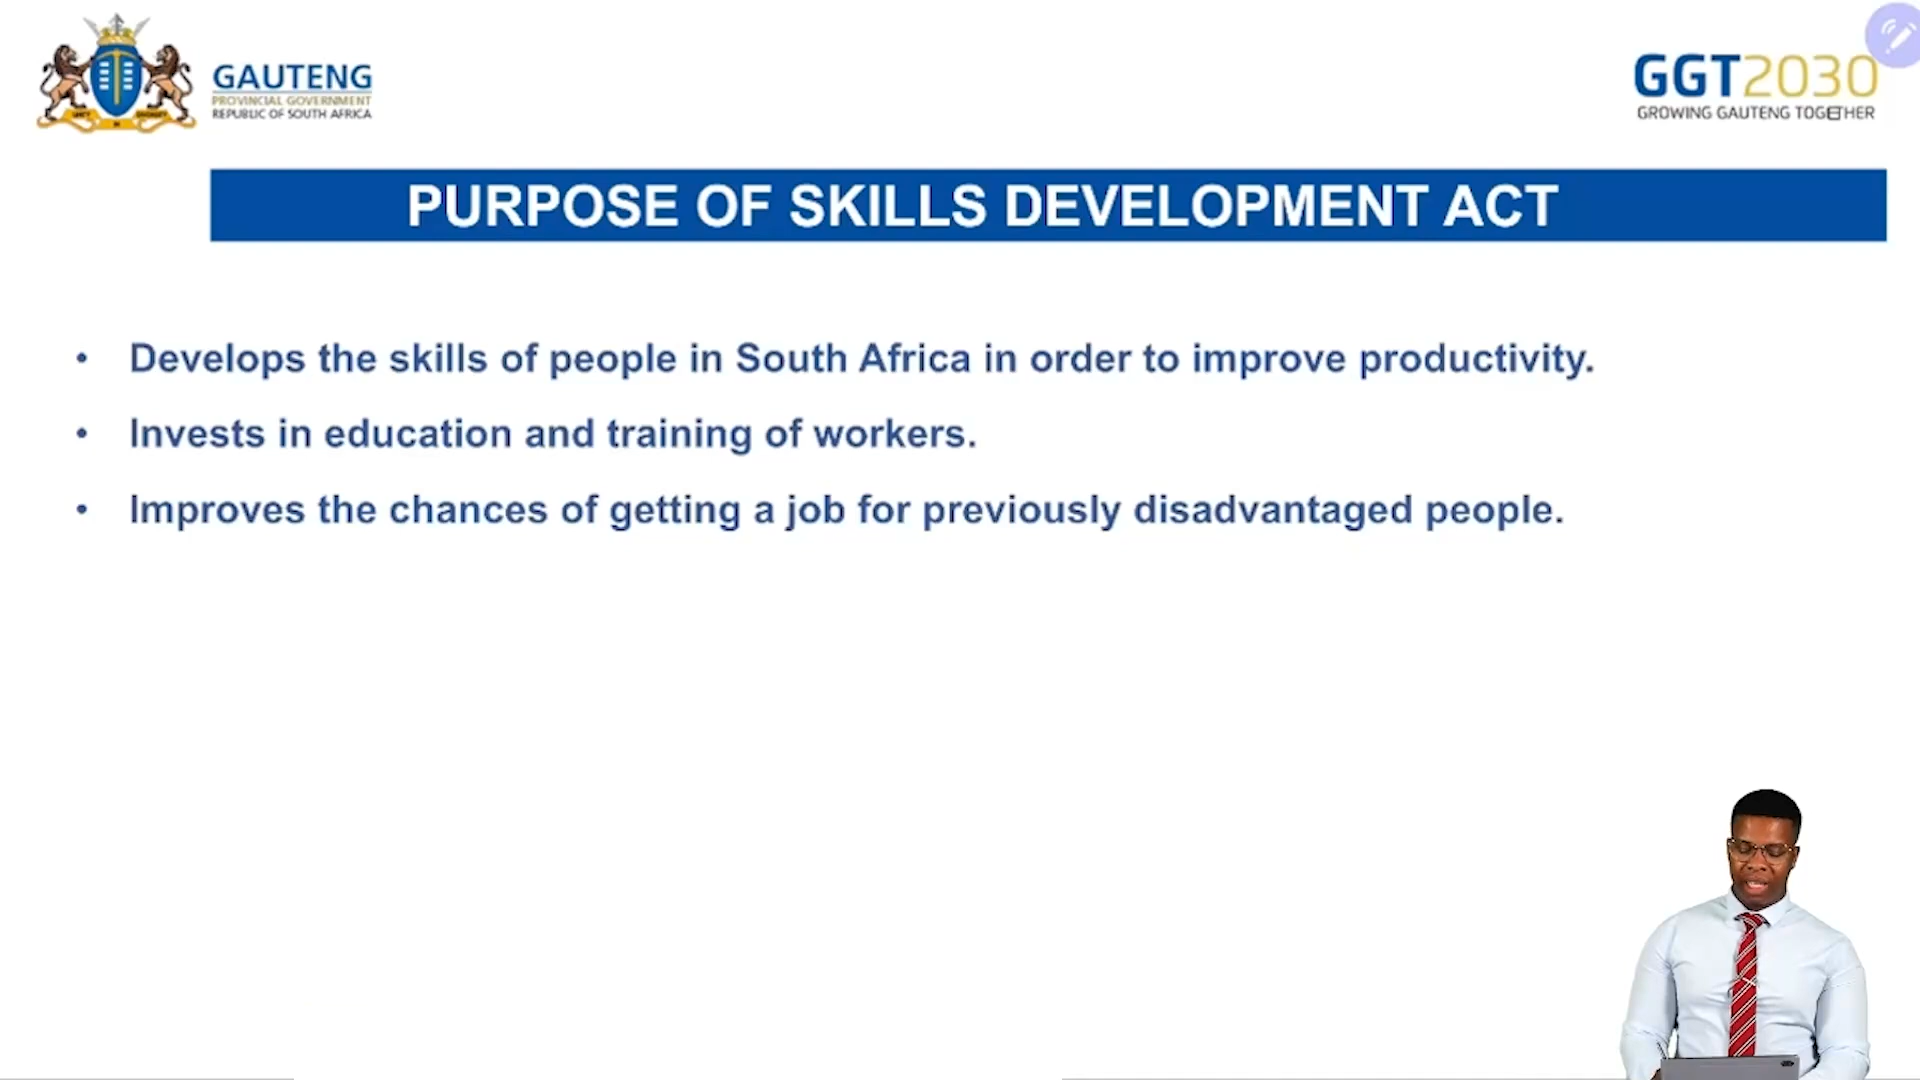 GAUTENG
PROVINCIAL GOVERNMENT
REPUBLIC OF SOUTH AFRICA
GGT2030
GROWING GAUTENG TOGETHER
PURPOSE OF SKILLS DEVELOPMENT ACT
• Develops the skills of people in South Africa in order to improve productivity.
• Invests in education and training of workers.
• Improves the chances of getting a job for previously disadvantaged people.